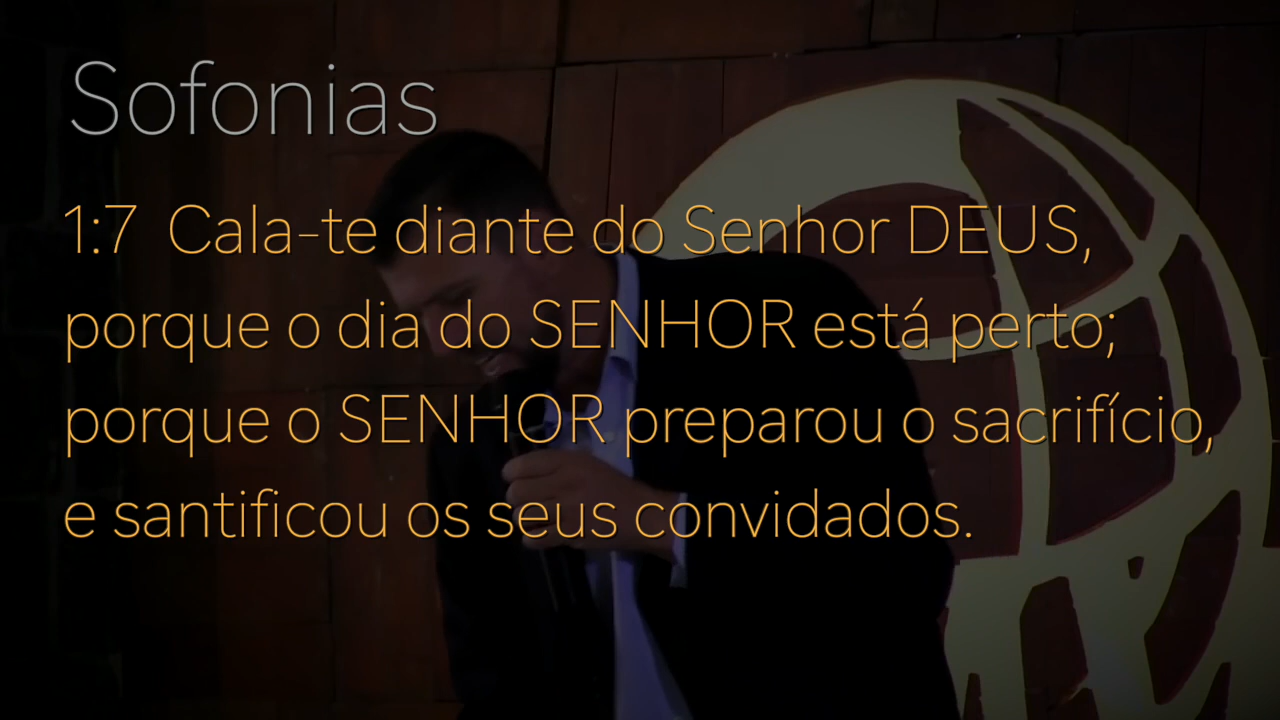 Sofonias
1:7 Cala-te diante do Senhor DEUS,
porque o dia do SENHOR está perto;
porque o SENHOR preparou o sacrifício,
e santificou os seus convidados.